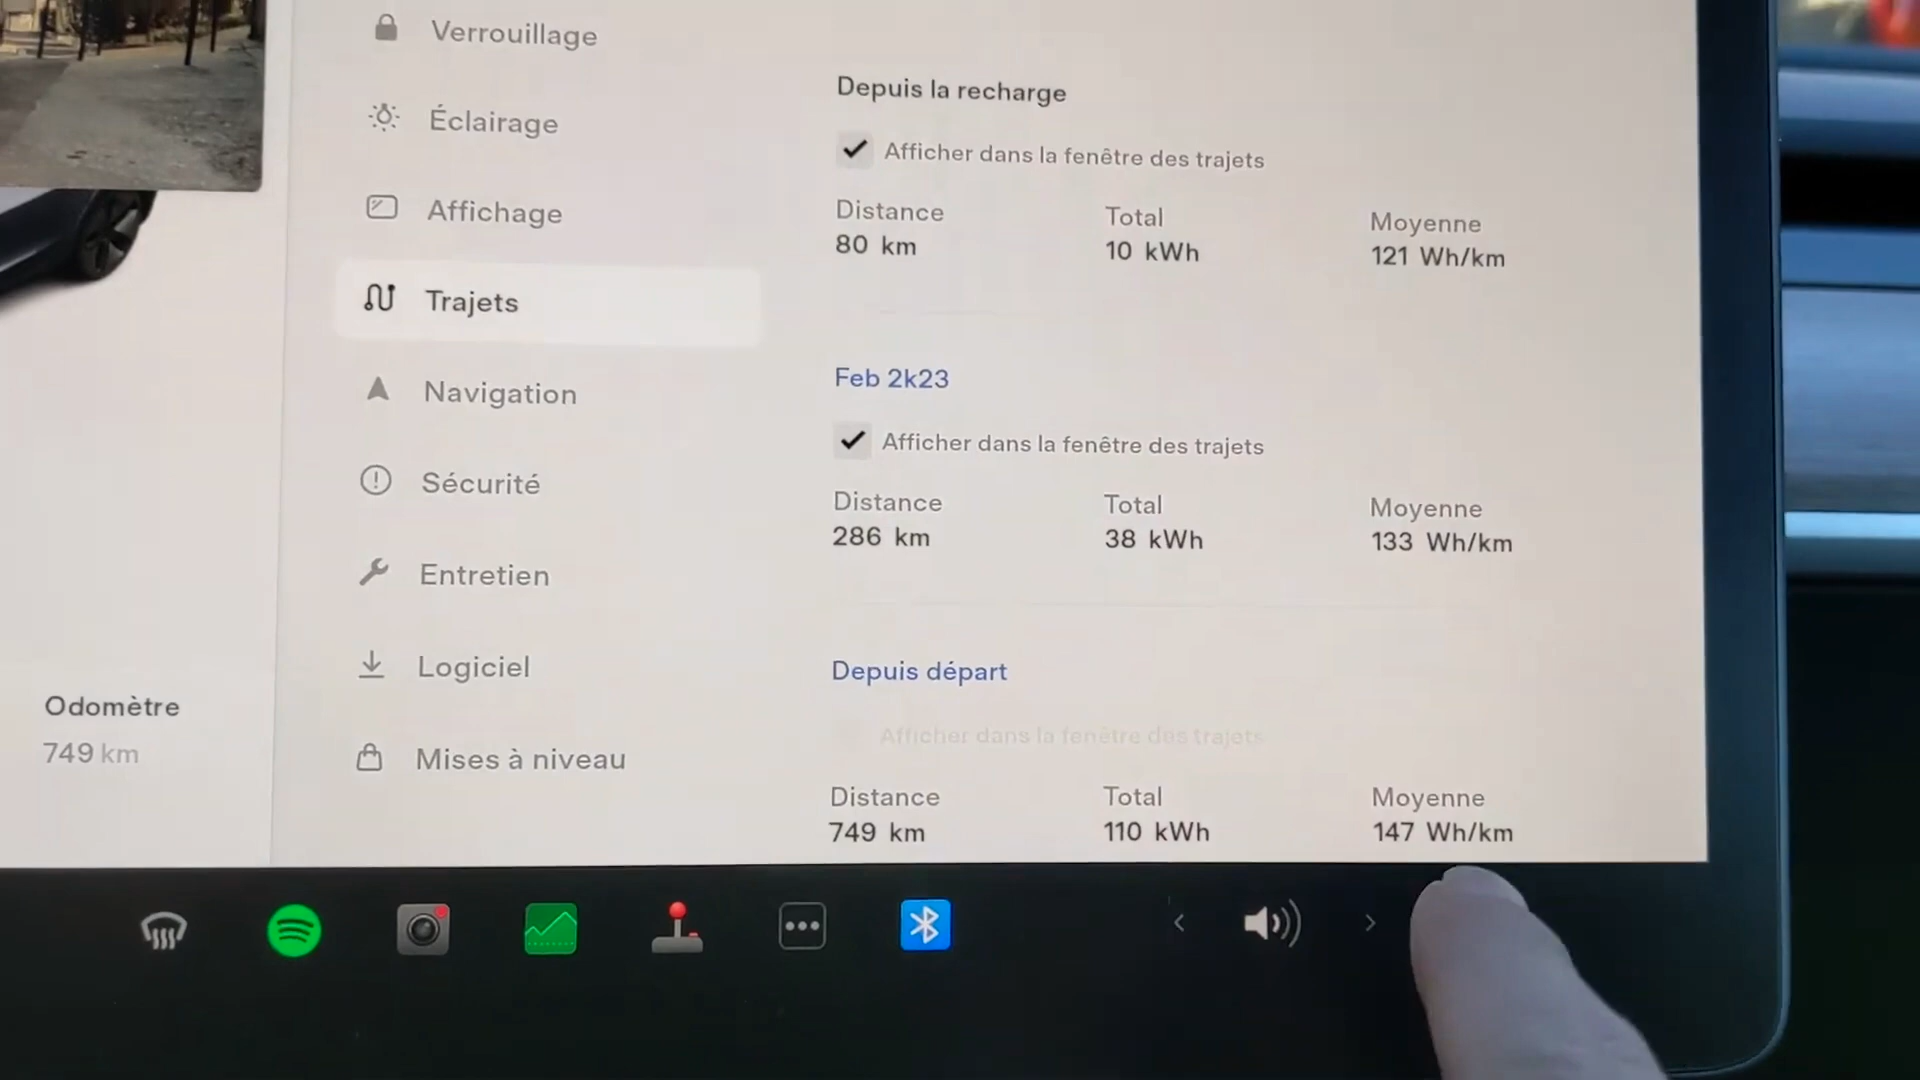 Verrouillage
Éclairage
Affichage
Trajets
Navigation
Sécurité
Entretien
Logiciel
Mises à niveau
Odomètre
749 km
Depuis la recharge
Afficher dans la fenêtre des trajets
Distance Total Moyenne
80 km 10 kWh 121 Wh/km
Feb 2k23
Afficher dans la fenêtre des trajets
Distance Total Moyenne
286 km 38 kWh 133 Wh/km
Depuis départ
Afficher dans la fenêtre des trajets
Distance Total Moyenne
749 km 110 kWh 147 Wh/km